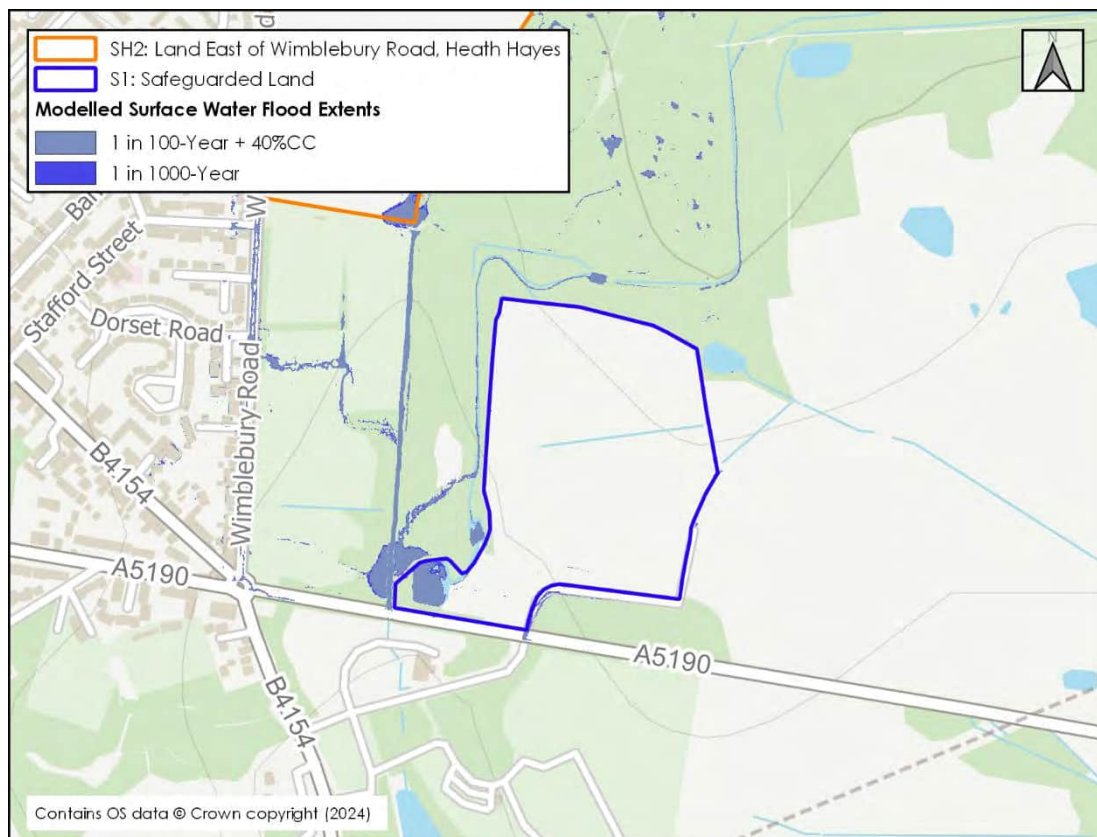 SH2: Land East of Wimblebury Road, Heath Hayes
S1: Safeguarded Land
Modelled Surface Water Flood Extents
1 in 100-Year + 40%CC
1 in 1000-Year
N
Stafford Street
Dorset Road
Wimblebury Road
B4154
A5190
B4154
A5190
Contains OS data © Crown copyright (2024)